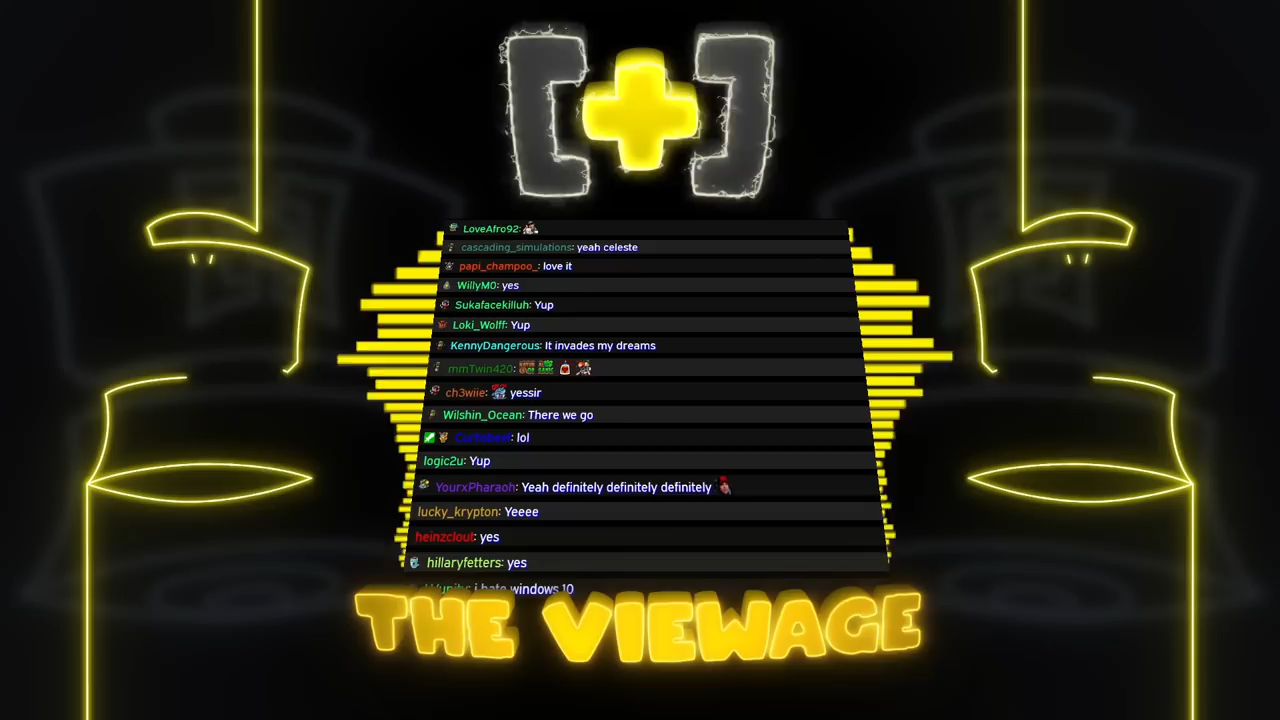 LoveAfro92:
cascading_simulations: yeah celeste
papi_champoo_: love it
WillyM0: yes
Sukafacekilluh: Yup
Loki_Wolff: Yup
KennyDangerous: It invades my dreams
mmTwin420:
ch3wiie: yessir
Wilshin_Ocean: There we go
: lol
logic2u: Yup
YourxPharaoh: Yeah definitely definitely definitely
lucky_krypton: Yeeee
heinzclout: yes
hillaryfetters: yes
i hate windows 10
THE VIEWAGE